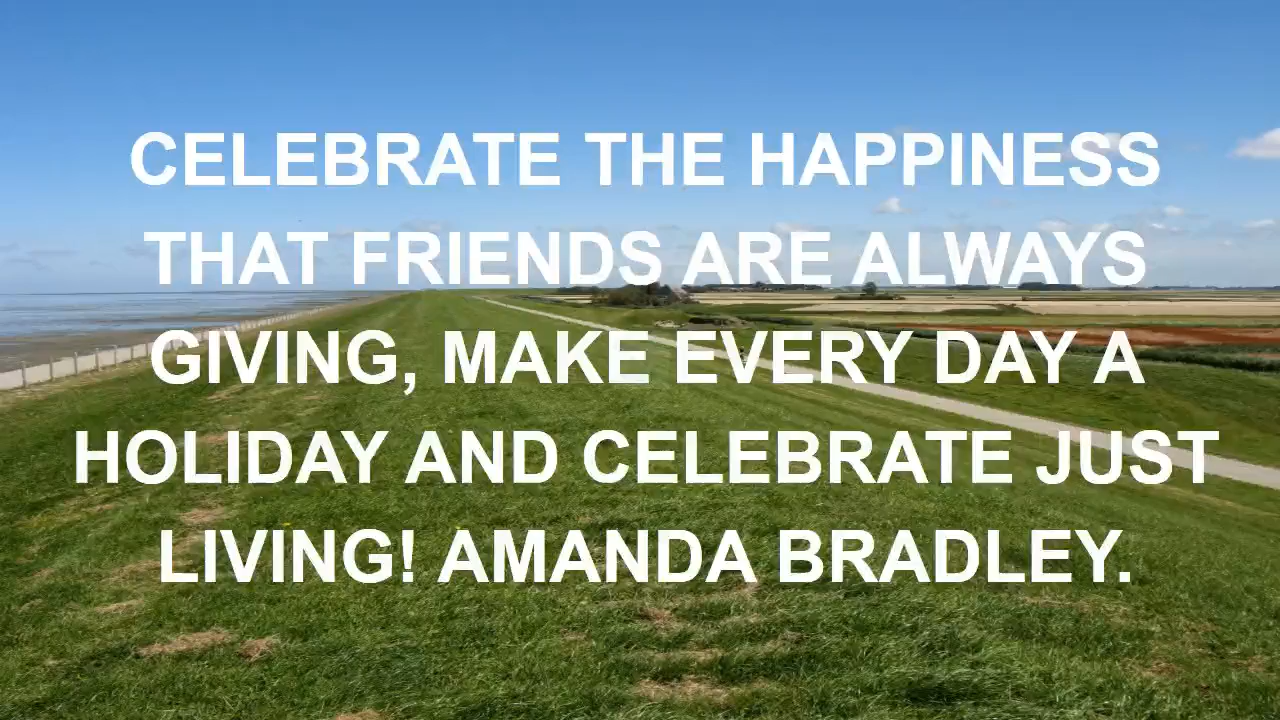 CELEBRATE THE HAPPINESS
THAT FRIENDS ARE ALWAYS
GIVING, MAKE EVERY DAY A
HOLIDAY AND CELEBRATE JUST
LIVING! AMANDA BRADLEY.